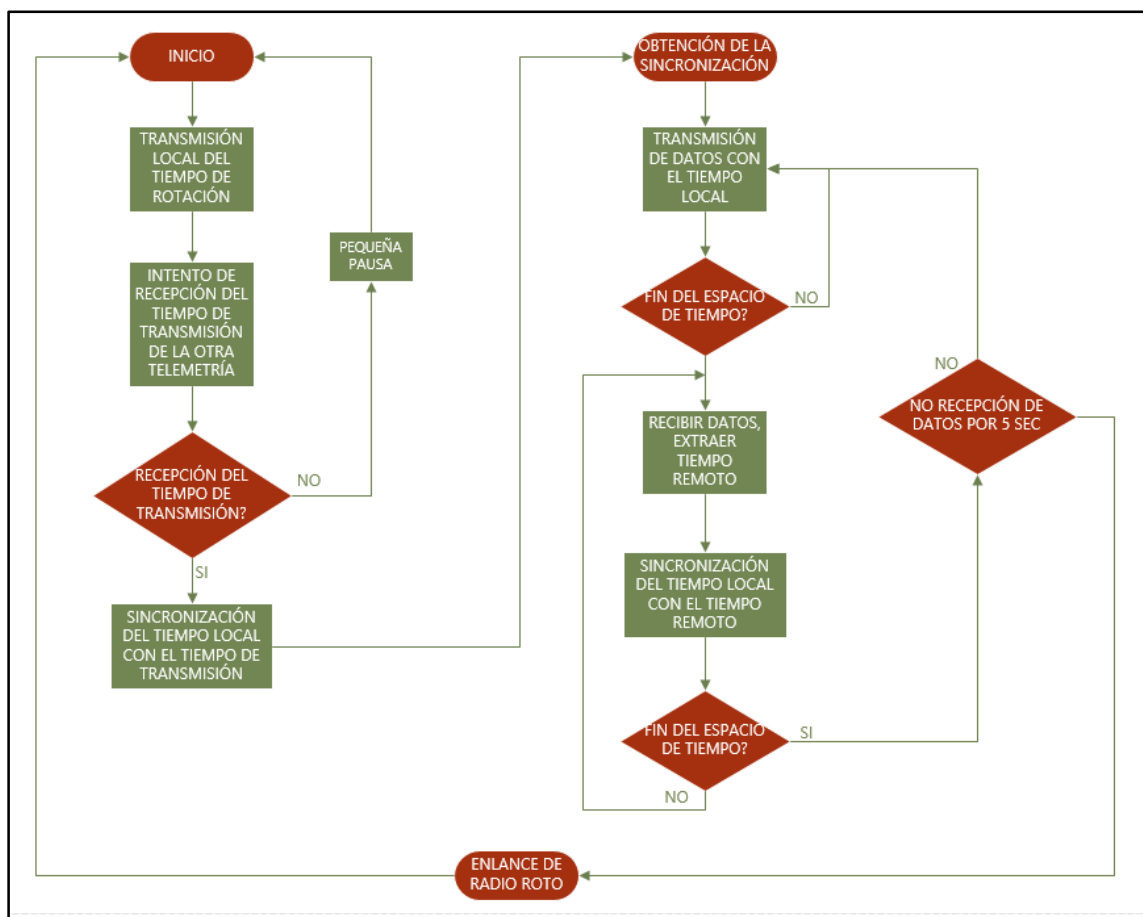 INICIO
TRANSMISIÓN
LOCAL DEL
TIEMPO DE
ROTACIÓN
INTENTO DE
RECEPCIÓN DEL
TIEMPO DE
TRANSMISIÓN
DE LA OTRA
TELEMETRÍA
PEQUEÑA
PAUSA
RECEPCIÓN DEL
TIEMPO DE
TRANSMISIÓN?
NO
SI
SINCRONIZACIÓN
DEL TIEMPO LOCAL
CON EL TIEMPO DE
TRANSMISIÓN
OBTENCIÓN DE LA
SINCRONIZACIÓN
TRANSMISIÓN
DE DATOS CON
EL TIEMPO
LOCAL
FIN DEL ESPACIO
DE TIEMPO?
NO
RECIBIR DATOS,
EXTRAER
TIEMPO
REMOTO
SINCRONIZACIÓN
DEL TIEMPO LOCAL
CON EL TIEMPO
REMOTO
FIN DEL ESPACIO
DE TIEMPO?
SI
NO
NO
NO RECEPCIÓN DE
DATOS POR 5 SEC
ENLANCE DE
RADIO ROTO